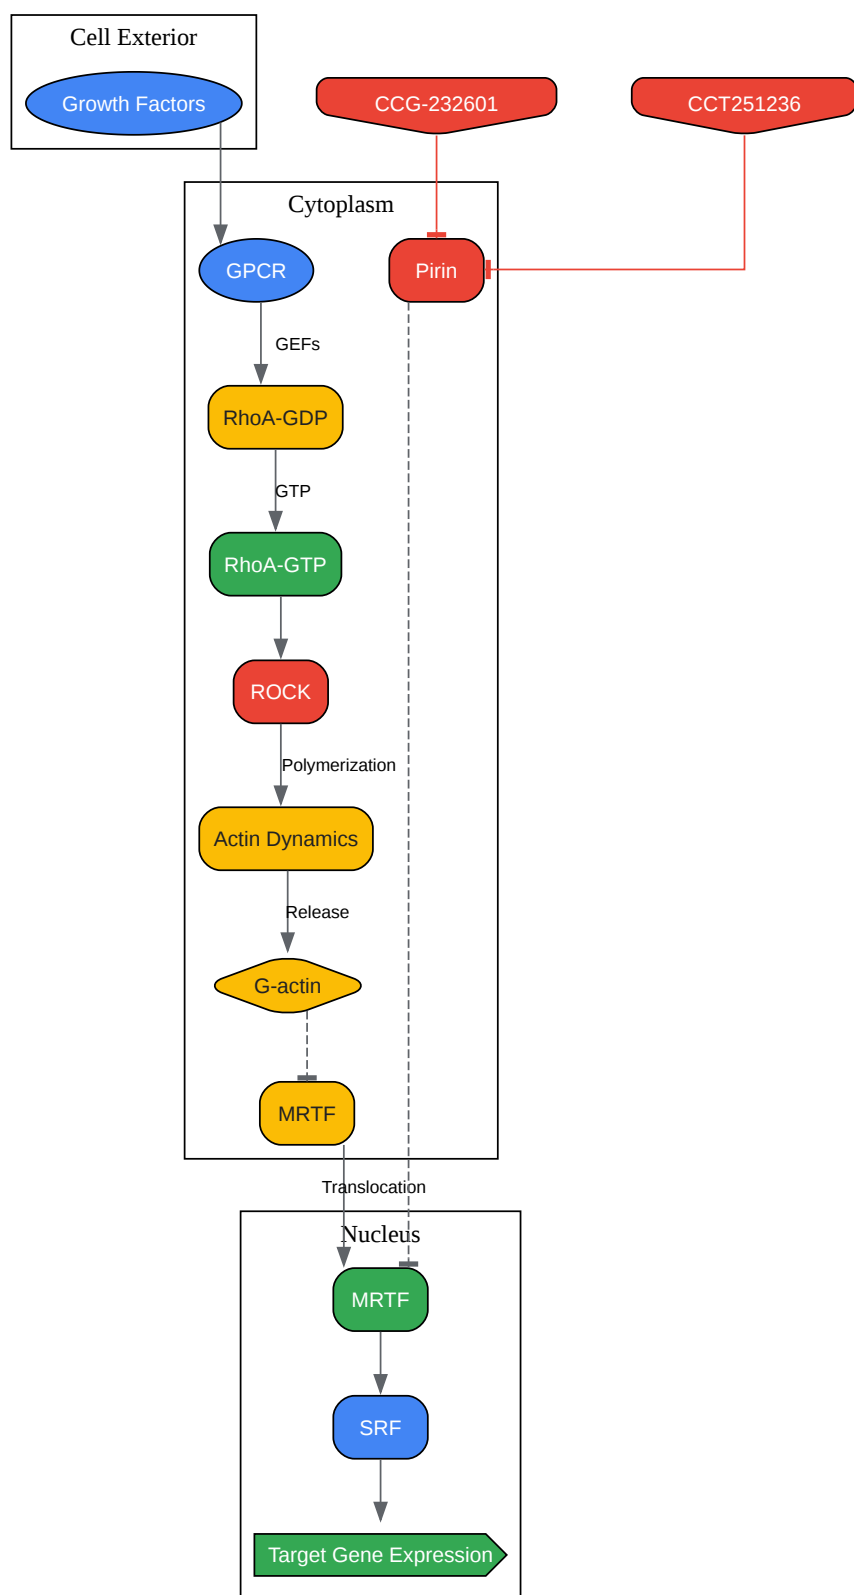 Cell Exterior
Growth Factors
CCG-232601
CCT251236
Cytoplasm
GPCR
Pirin
GEFs
RhoA-GDP
GTP
RhoA-GTP
ROCK
Polymerization
Actin Dynamics
Release
G-actin
MRTF
Translocation
Nucleus
MRTF
SRF
Target Gene Expression